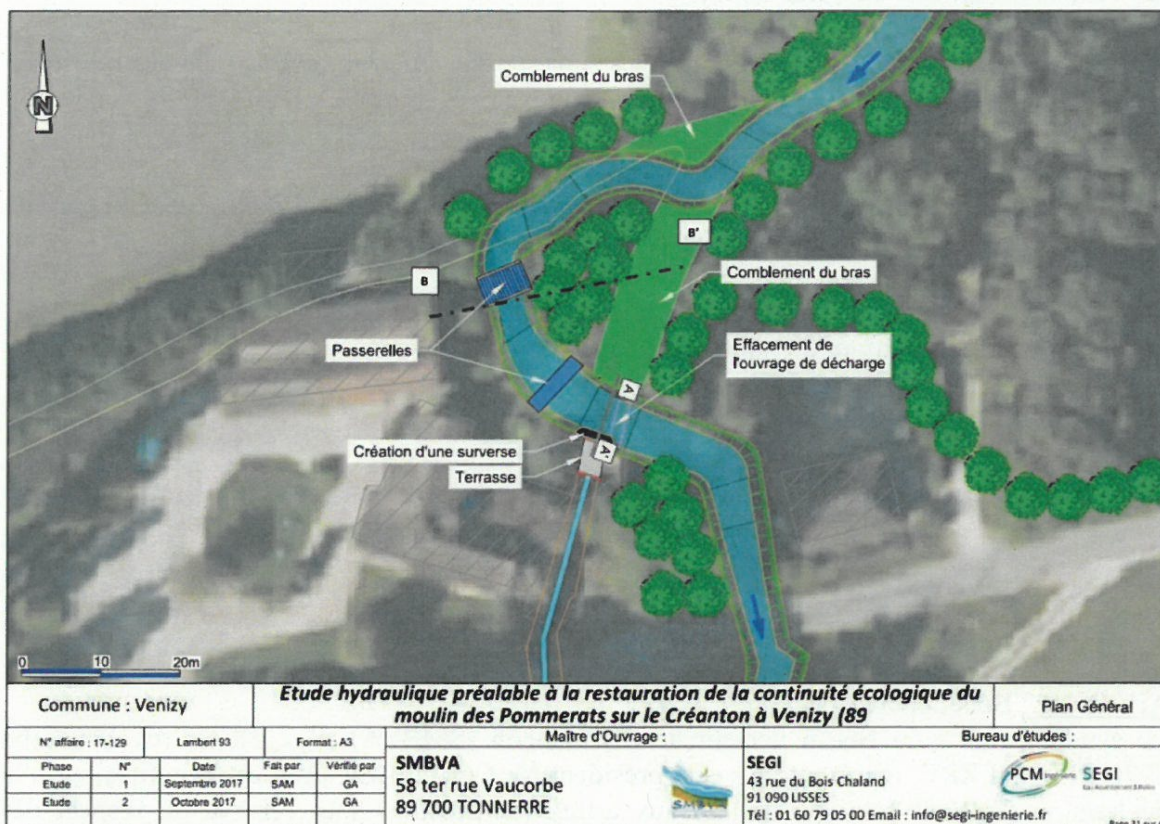 N
Comblement du bras
B'
B
Comblement du bras
Passerelles
Effacement de
l'ouvrage de décharge
A
Création d'une surverse
A'
Terrasse
0 10 20m
Commune : Venizy
Etude hydraulique préalable à la restauration de la continuité écologique du
moulin des Pommerats sur le Créanton à Venizy (89
Plan Général
N° affaire : 17-129
Lambert 93
Format : A3
Maître d'Ouvrage :
Bureau d'études :
Phase N° Date Fait par Vérifié par
Etude 1 Septembre 2017 SAM GA
Etude 2 Octobre 2017 SAM GA
SMBVA
58 ter rue Vaucorbe
89 700 TONNERRE
SMBVA
SEGI
43 rue du Bois Chaland
91 090 LISSES
Tél : 01 60 79 05 00 Email : info@segi-ingenierie.fr
PCM Ingénierie
SEGI
Page 31 sur